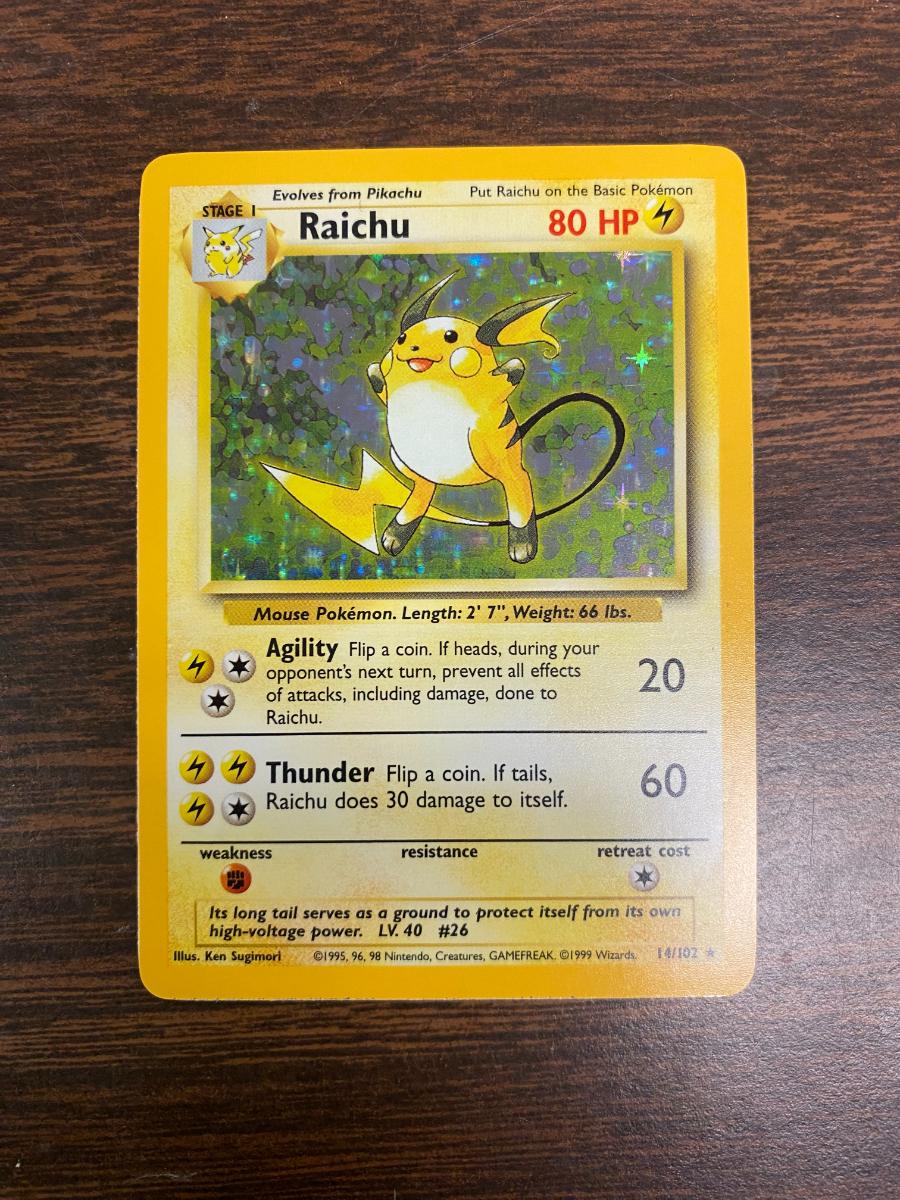 Evolves from Pikachu Put Raichu on the Basic Pokémon
STAGE 1
Raichu 80 HP
Mouse Pokémon. Length: 2' 7", Weight: 66 lbs.
Agility Flip a coin. If heads, during your
opponent's next turn, prevent all effects
of attacks, including damage, done to
Raichu.
20
Thunder Flip a coin. If tails,
Raichu does 30 damage to itself.
60
weakness resistance retreat cost
Its long tail serves as a ground to protect itself from its own
high-voltage power. LV. 40 #26
Illus. Ken Sugimori ©1995, 96, 98 Nintendo, Creatures, GAMEFREAK. ©1999 Wizards. 14/102 ★